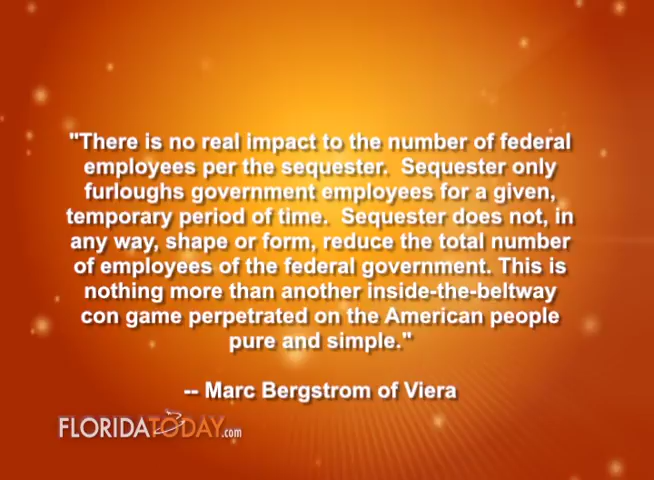 "There is no real impact to the number of federal
employees per the sequester.  Sequester only
furloughs government employees for a given,
temporary period of time.  Sequester does not, in
any way, shape or form, reduce the total number
of employees of the federal government. This is
nothing more than another inside-the-beltway
con game perpetrated on the American people
pure and simple."
-- Marc Bergstrom of Viera
FLORIDATODAY.com